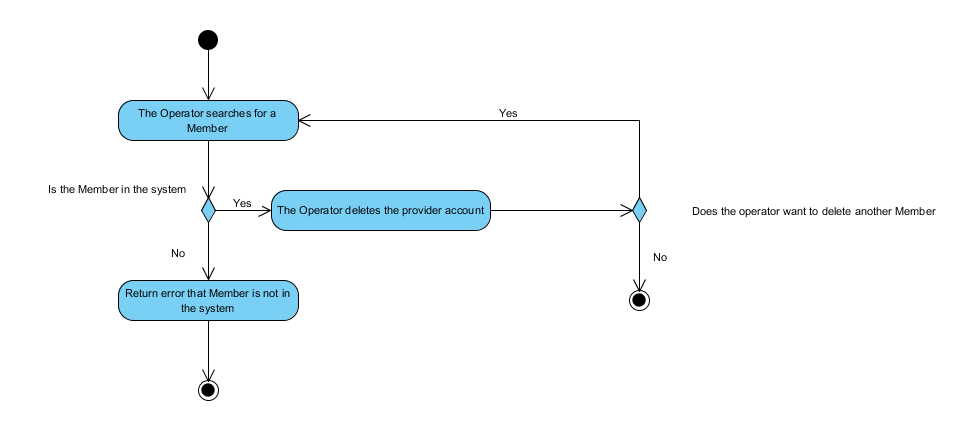 The Operator searches for a
Member
Yes
Is the Member in the system
Yes
The Operator deletes the provider account
Does the operator want to delete another Member
No
No
Return error that Member is not in
the system